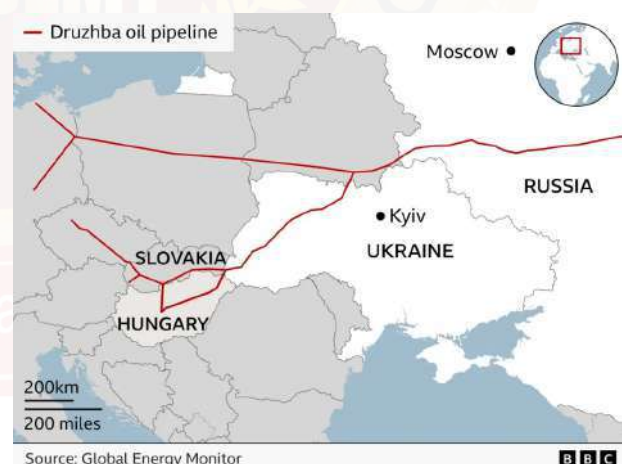 Druzhba oil pipeline
Moscow
RUSSIA
Kyiv
UKRAINE
SLOVAKIA
HUNGARY
200km
200 miles
Source: Global Energy Monitor
BBC